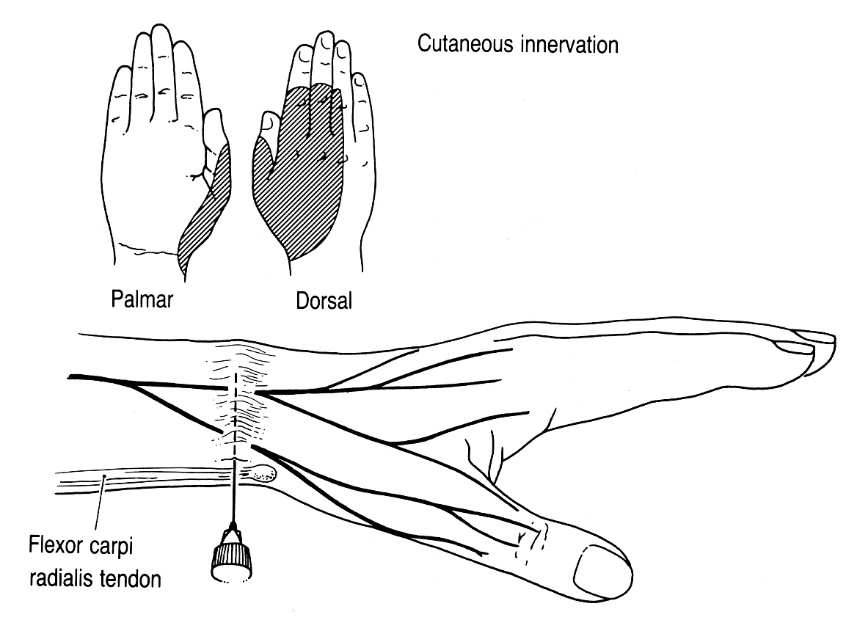 Cutaneous innervation
Palmar
Dorsal
Flexor carpi
radialis tendon